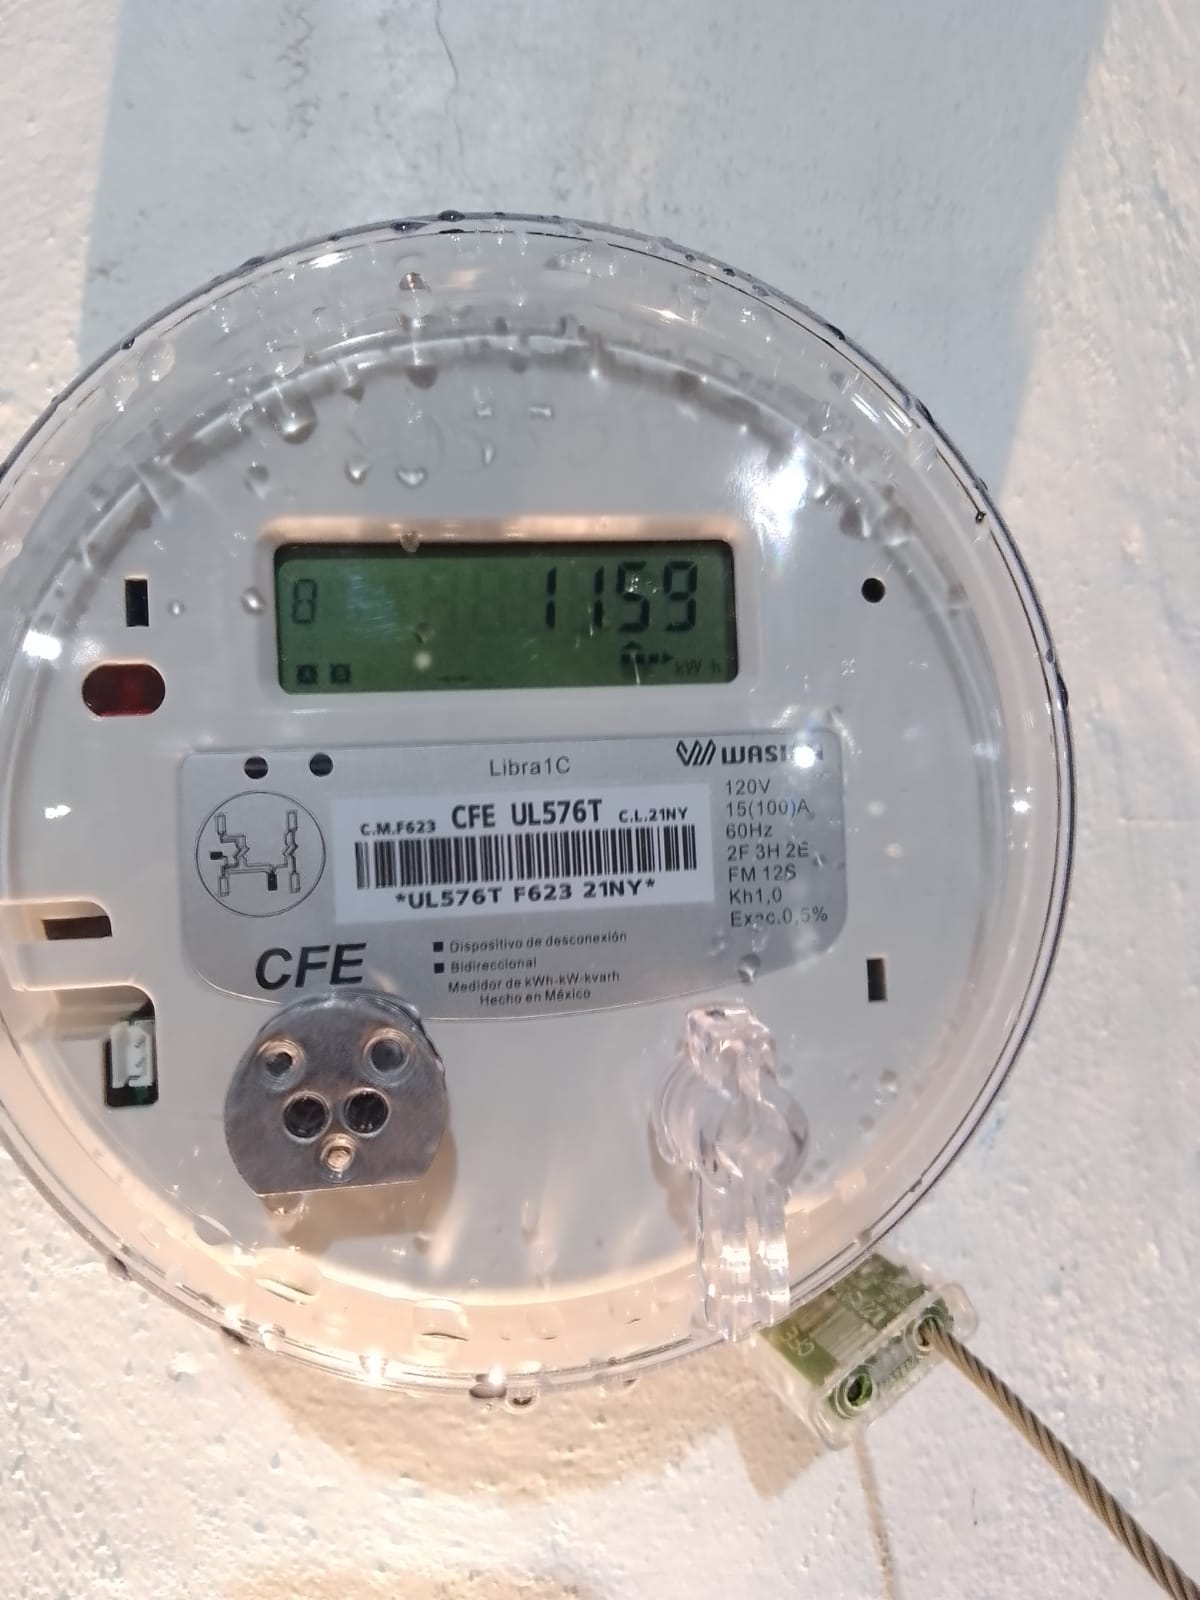 8
1159
A B
kW h
Libra1C
WASION
C.M.F623 CFE UL576T C.L.21NY
*UL576T F623 21NY*
120V
15(100)A
60Hz
2F 3H 2E
FM 12S
Kh1,0
Exac.0,5%
CFE
Dispositivo de desconexión
Bidireccional
Medidor de kWh-kW-kvarh
Hecho en México
CFE